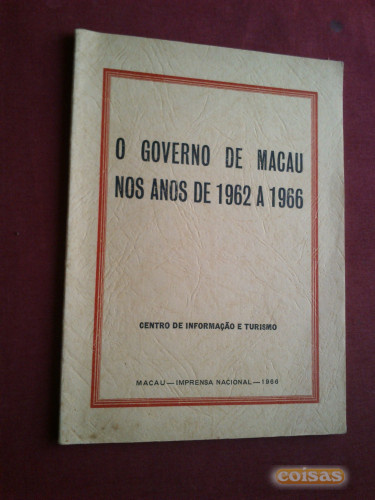 O GOVERNO DE MACAU
NOS ANOS DE 1962 A 1966
CENTRO DE INFORMAÇÃO E TURISMO
MACAU — IMPRENSA NACIONAL — 1966
coisas